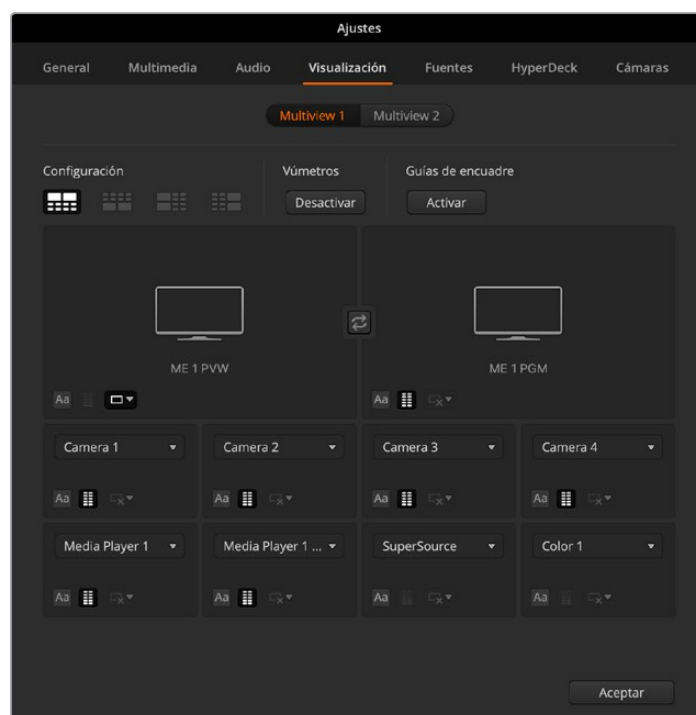 Ajustes
General Multimedia Audio Visualización Fuentes HyperDeck Cámaras
Multiview 1 Multiview 2
Configuración Vúmetros Guías de encuadre
Desactivar Activar
ME 1 PVW ME 1 PGM
Aa Aa
Camera 1 Camera 2 Camera 3 Camera 4
Aa Aa Aa Aa
Media Player 1 Media Player 1 ... SuperSource Color 1
Aa Aa Aa Aa
Aceptar